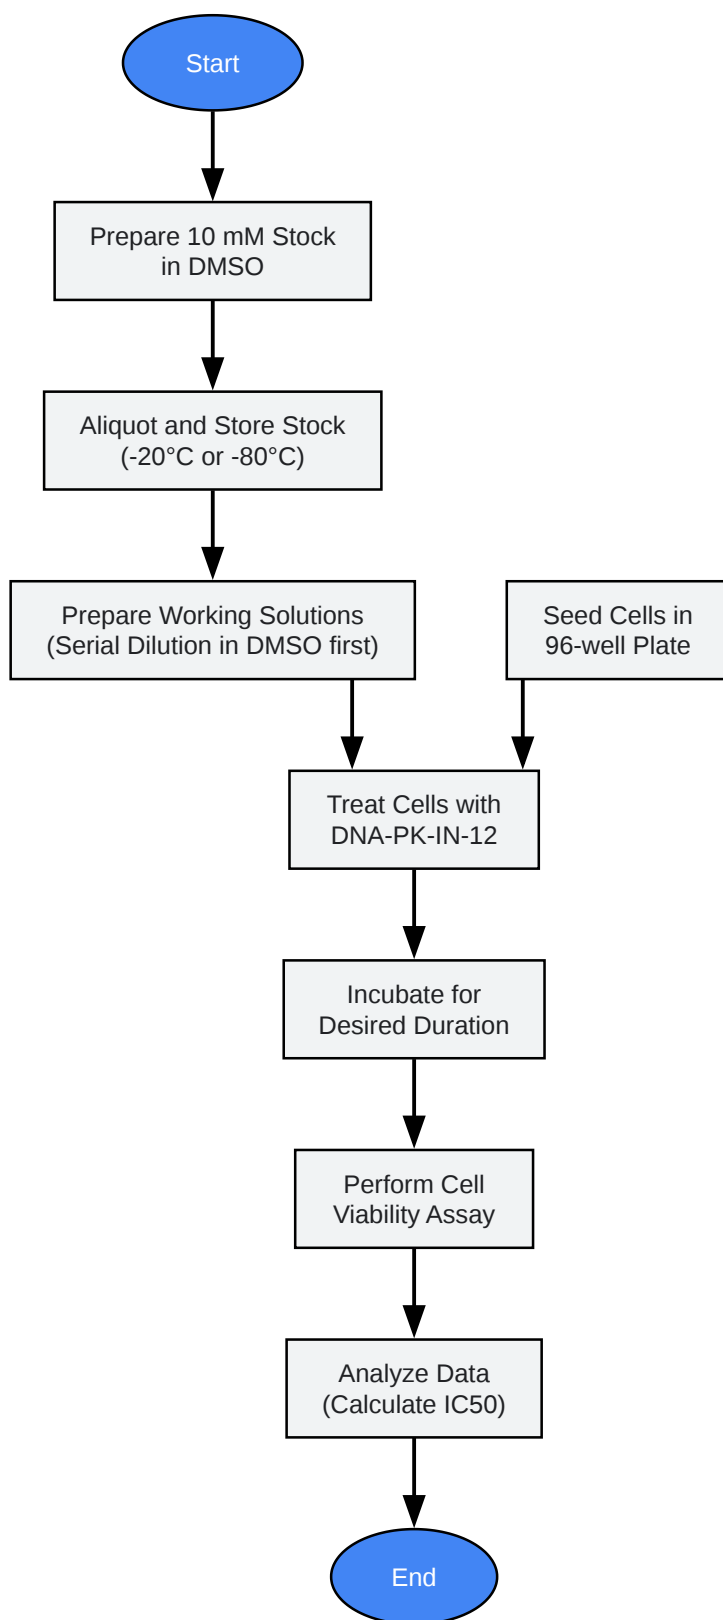 Start
Prepare 10 mM Stock
in DMSO
Aliquot and Store Stock
(-20°C or -80°C)
Prepare Working Solutions
(Serial Dilution in DMSO first)
Seed Cells in
96-well Plate
Treat Cells with
DNA-PK-IN-12
Incubate for
Desired Duration
Perform Cell
Viability Assay
Analyze Data
(Calculate IC50)
End